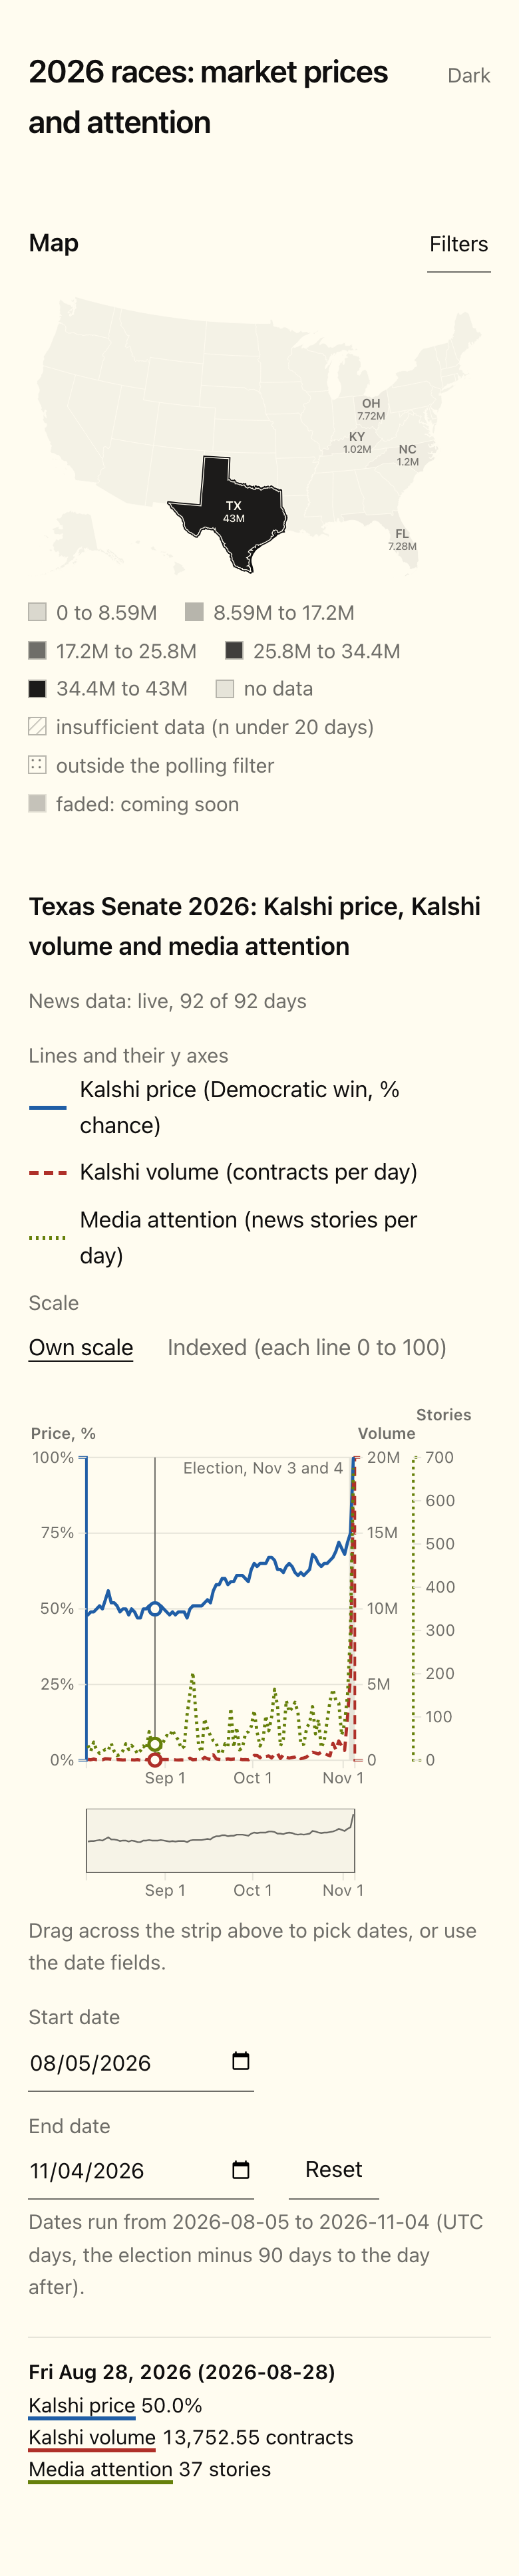 2026 races: market prices
and attention
Dark
Map
Filters
OH
7.72M
KY
1.02M
NC
1.2M
TX
43M
FL
7.28M
0 to 8.59M
8.59M to 17.2M
17.2M to 25.8M
25.8M to 34.4M
34.4M to 43M
no data
insufficient data (n under 20 days)
outside the polling filter
faded: coming soon
Texas Senate 2026: Kalshi price, Kalshi
volume and media attention
News data: live, 92 of 92 days
Lines and their y axes
Kalshi price (Democratic win, %
chance)
Kalshi volume (contracts per day)
Media attention (news stories per
day)
Scale
Own scale
Indexed (each line 0 to 100)
Stories
Price, %
Volume
Election, Nov 3 and 4
100%
20M
700
600
75%
15M
500
400
50%
10M
300
200
25%
5M
100
0%
0
0
Sep 1
Oct 1
Nov 1
Sep 1
Oct 1
Nov 1
Drag across the strip above to pick dates, or use
the date fields.
Start date
08/05/2026
End date
11/04/2026
Reset
Dates run from 2026-08-05 to 2026-11-04 (UTC
days, the election minus 90 days to the day
after).
Fri Aug 28, 2026 (2026-08-28)
Kalshi price 50.0%
Kalshi volume 13,752.55 contracts
Media attention 37 stories